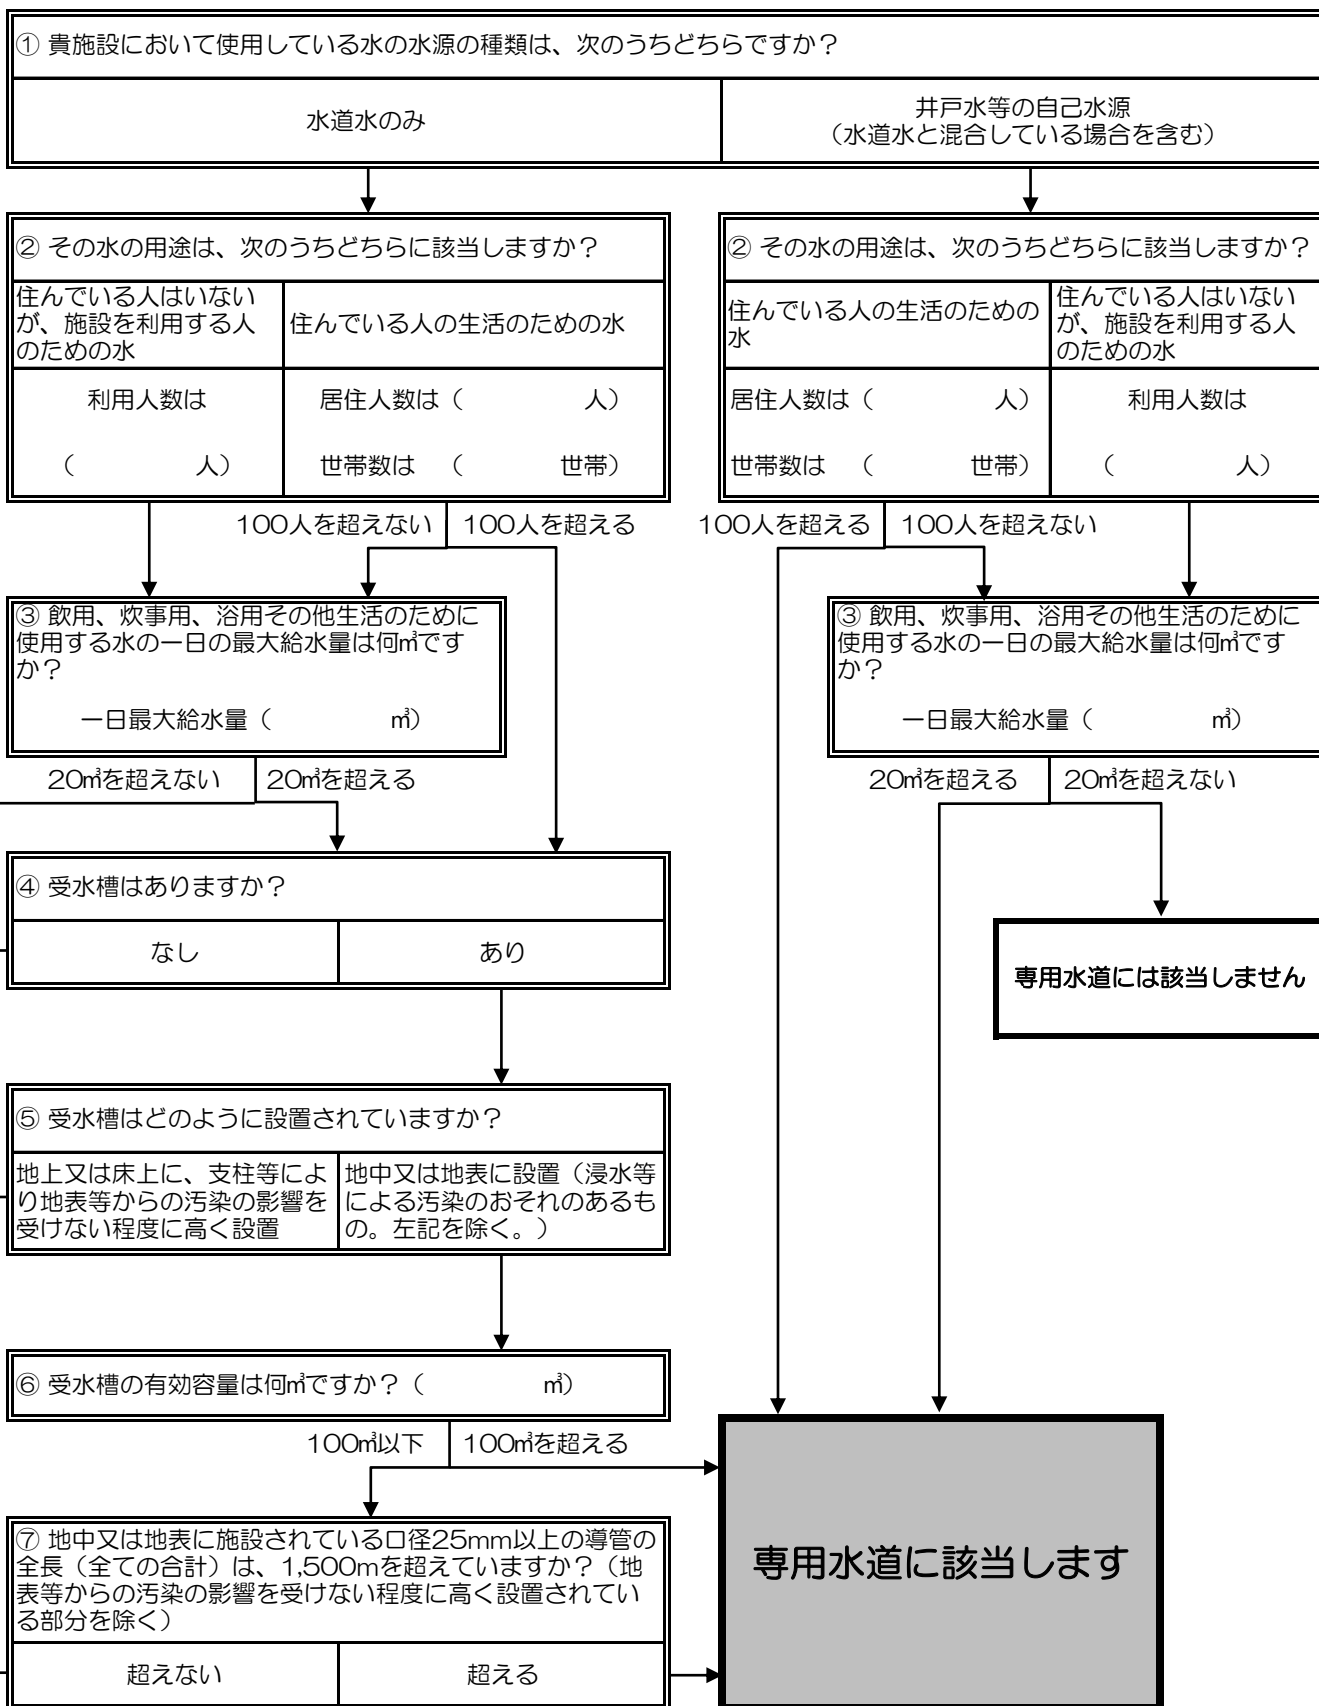 ① 貴施設において使用している水の水源の種類は、次のうちどちらですか？
水道水のみ
井戸水等の自己水源
（水道水と混合している場合を含む）
② その水の用途は、次のうちどちらに該当しますか？
住んでいる人はいない
が、施設を利用する人
のための水
住んでいる人の生活のための水
利用人数は
（　　　　　人）
居住人数は（　　　　　人）
世帯数は　（　　　　世帯）
② その水の用途は、次のうちどちらに該当しますか？
住んでいる人の生活のための
水
住んでいる人はいない
が、施設を利用する人
のための水
居住人数は（　　　　　人）
世帯数は　（　　　　世帯）
利用人数は
（　　　　　人）
100人を超えない
100人を超える
100人を超える
100人を超えない
③ 飲用、炊事用、浴用その他生活のために
使用する水の一日の最大給水量は何㎥です
か？
一日最大給水量（　　　　　㎥）
③ 飲用、炊事用、浴用その他生活のために
使用する水の一日の最大給水量は何㎥です
か？
一日最大給水量（　　　　　㎥）
20㎥を超えない
20㎥を超える
20㎥を超える
20㎥を超えない
④ 受水槽はありますか？
なし
あり
専用水道には該当しません
⑤ 受水槽はどのように設置されていますか？
地上又は床上に、支柱等によ
り地表等からの汚染の影響を
受けない程度に高く設置
地中又は地表に設置（浸水等
による汚染のおそれのあるも
の。左記を除く。）
⑥ 受水槽の有効容量は何㎥ですか？（　　　　　㎥）
100㎥以下
100㎥を超える
⑦ 地中又は地表に施設されている口径25mm以上の導管の
全長（全ての合計）は、1,500mを超えていますか？（地
表等からの汚染の影響を受けない程度に高く設置されてい
る部分を除く）
超えない
超える
専用水道に該当します